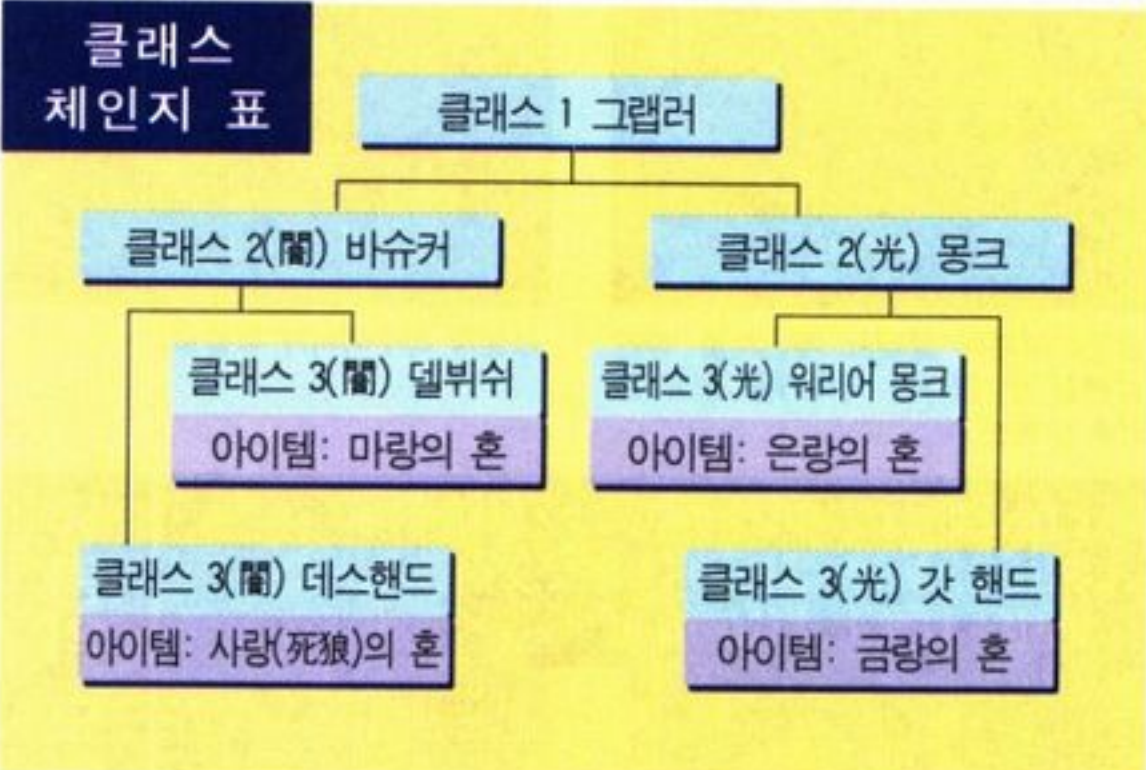 클래스
체인지 표
클래스 1 그랩러
클래스 2(闇) 바슈커
클래스 2(光) 몽크
클래스 3(闇) 델뷔쉬
아이템: 마랑의 혼
클래스 3(光) 워리어 몽크
아이템: 은랑의 혼
클래스 3(闇) 데스핸드
아이템: 사랑(死狼)의 혼
클래스 3(光) 갓 핸드
아이템: 금랑의 혼